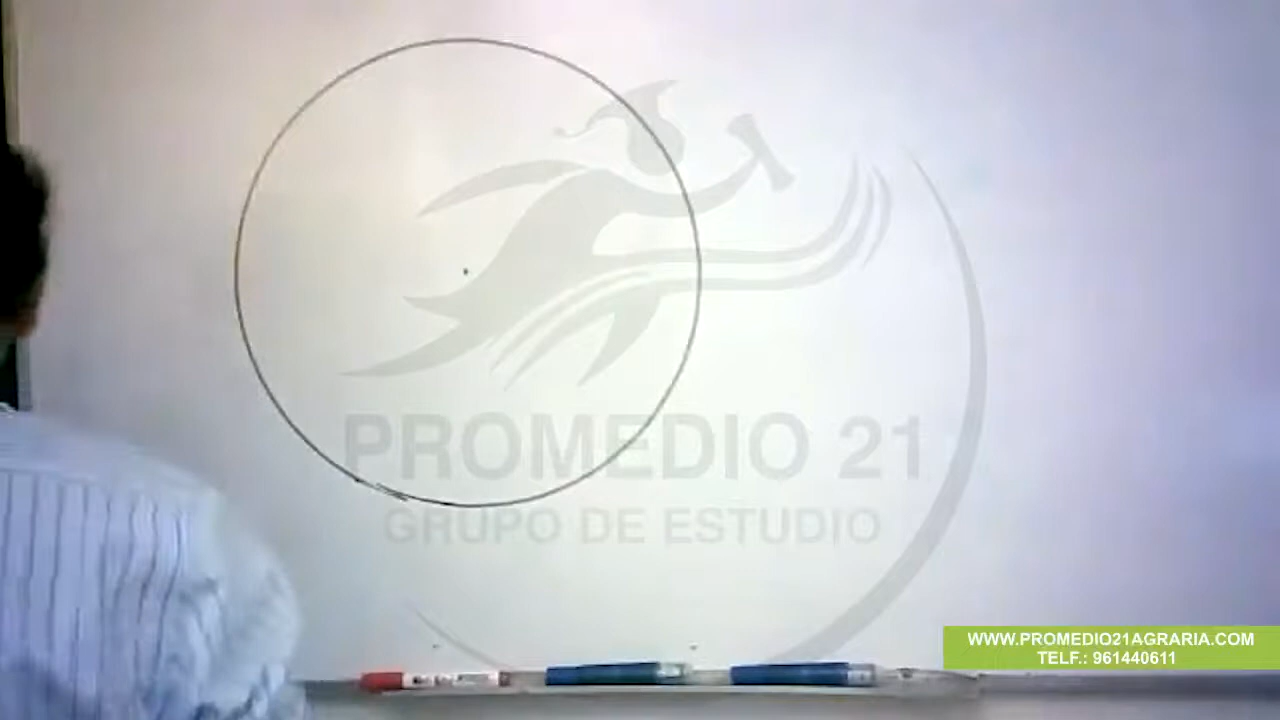 PROMEDIO 21
GRUPO DE ESTUDIO
WWW.PROMEDIO21AGRARIA.COM
TELF.: 961440611